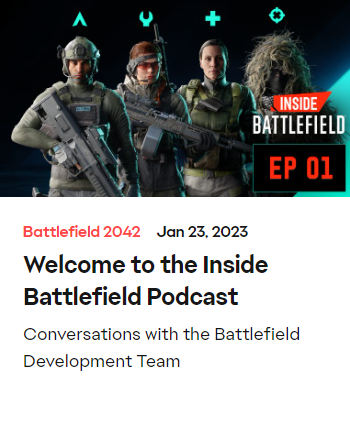 INSIDE
BATTLEFIELD
EP 01
Battlefield 2042 Jan 23, 2023
Welcome to the Inside
Battlefield Podcast
Conversations with the Battlefield
Development Team